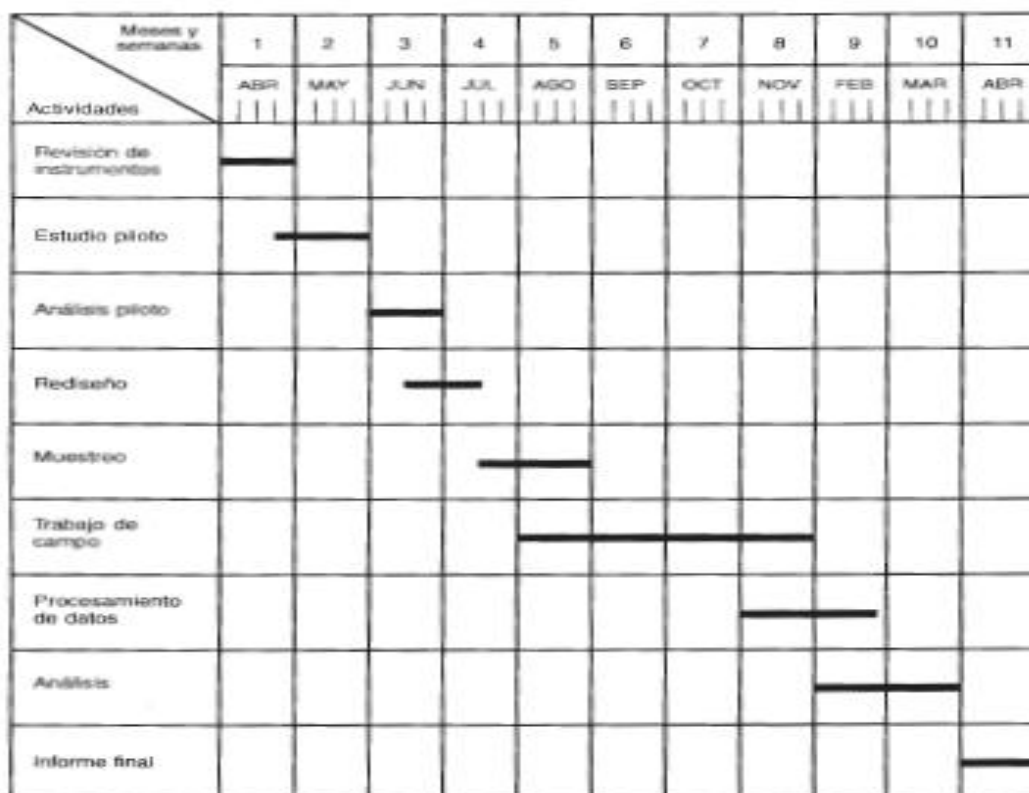 Meses y
semanas
1 2 3 4 5 6 7 8 9 10 11
ABR MAY JUN JUL AGO SEP OCT NOV FEB MAR ABR
Actividades
Revisión de
instrumentos
Estudio piloto
Análisis piloto
Rediseño
Muestreo
Trabajo de
campo
Procesamiento
de datos
Análisis
Informe final